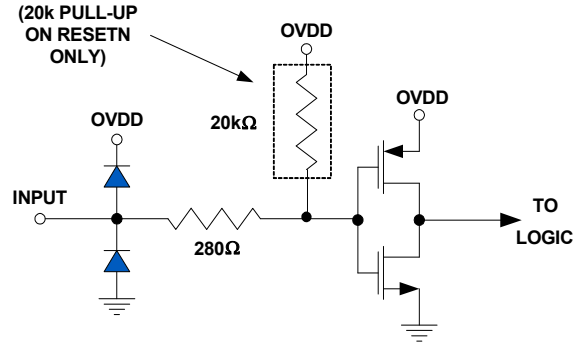 (20k PULL-UP
ON RESETN
ONLY)
OVDD
20kΩ
OVDD
OVDD
INPUT
280Ω
TO
LOGIC